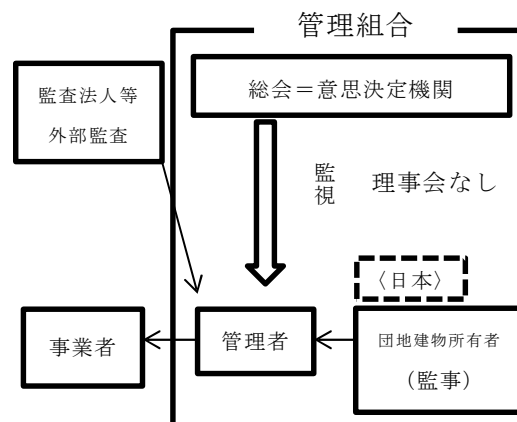 管理組合
監査法人等
外部監査
総会＝意思決定機関
監視
理事会なし
〈日本〉
事業者
管理者
団地建物所有者
（監事）